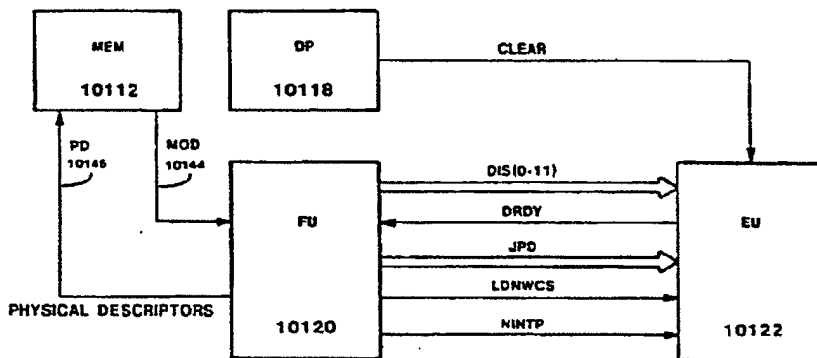 MEM
10112
DP
10118
CLEAR
PD
10146
MOD
10144
DIS(0-11)
DRDY
FU
JPD
EU
LDNWCS
PHYSICAL DESCRIPTORS
NINTP
10120
10122